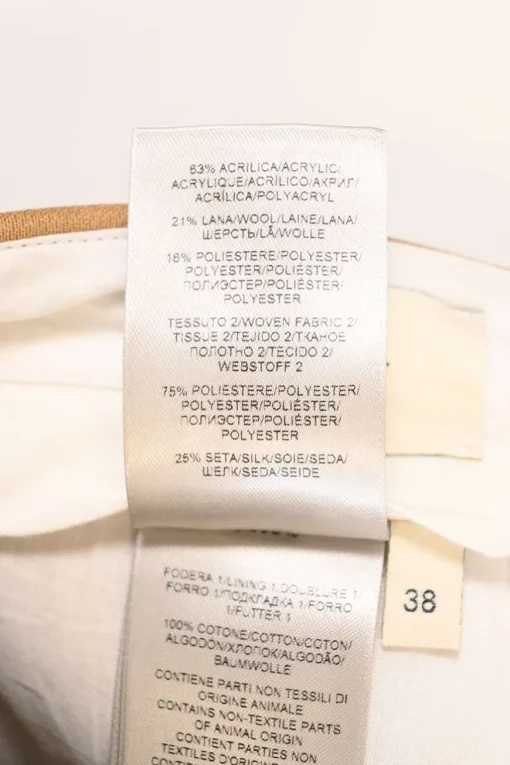 63% ACRILICA/ACRYLIC/
ACRYLIQUE/ACRÍLICO/АКРИЛ/
ACRÍLICA/POLYACRYL
21% LANA/WOOL/LAINE/LANA/
ШЕРСТЬ/LÃ/WOLLE
16% POLIESTERE/POLYESTER/
POLYESTER/POLIÉSTER/
ПОЛИЭСТЕР/POLIÉSTER/
POLYESTER
TESSUTO 2/WOVEN FABRIC 2/
TISSUE 2/TEJIDO 2/ТКАНОЕ
ПОЛОТНО 2/TECIDO 2/
WEBSTOFF 2
75% POLIESTERE/POLYESTER/
POLYESTER/POLIÉSTER/
ПОЛИЭСТЕР/POLIÉSTER/
POLYESTER
25% SETA/SILK/SOIE/SEDA/
ШЕЛК/SEDA/SEIDE
FODERA 1/LINING 1 DOUBLURE 1/
FORRO 1/ПОДКЛАДКА 1/FORRO
1/FUTTER 1
100% COTONE/COTTON/COTON/
ALGODÓN/ХЛОПОК/ALGODÃO/
BAUMWOLLE
CONTIENE PARTI NON TESSILI DI
ORIGINE ANIMALE
CONTAINS NON-TEXTILE PARTS
OF ANIMAL ORIGIN
CONTIENT PARTIES NON
TEXTILES D'ORIGINE
38